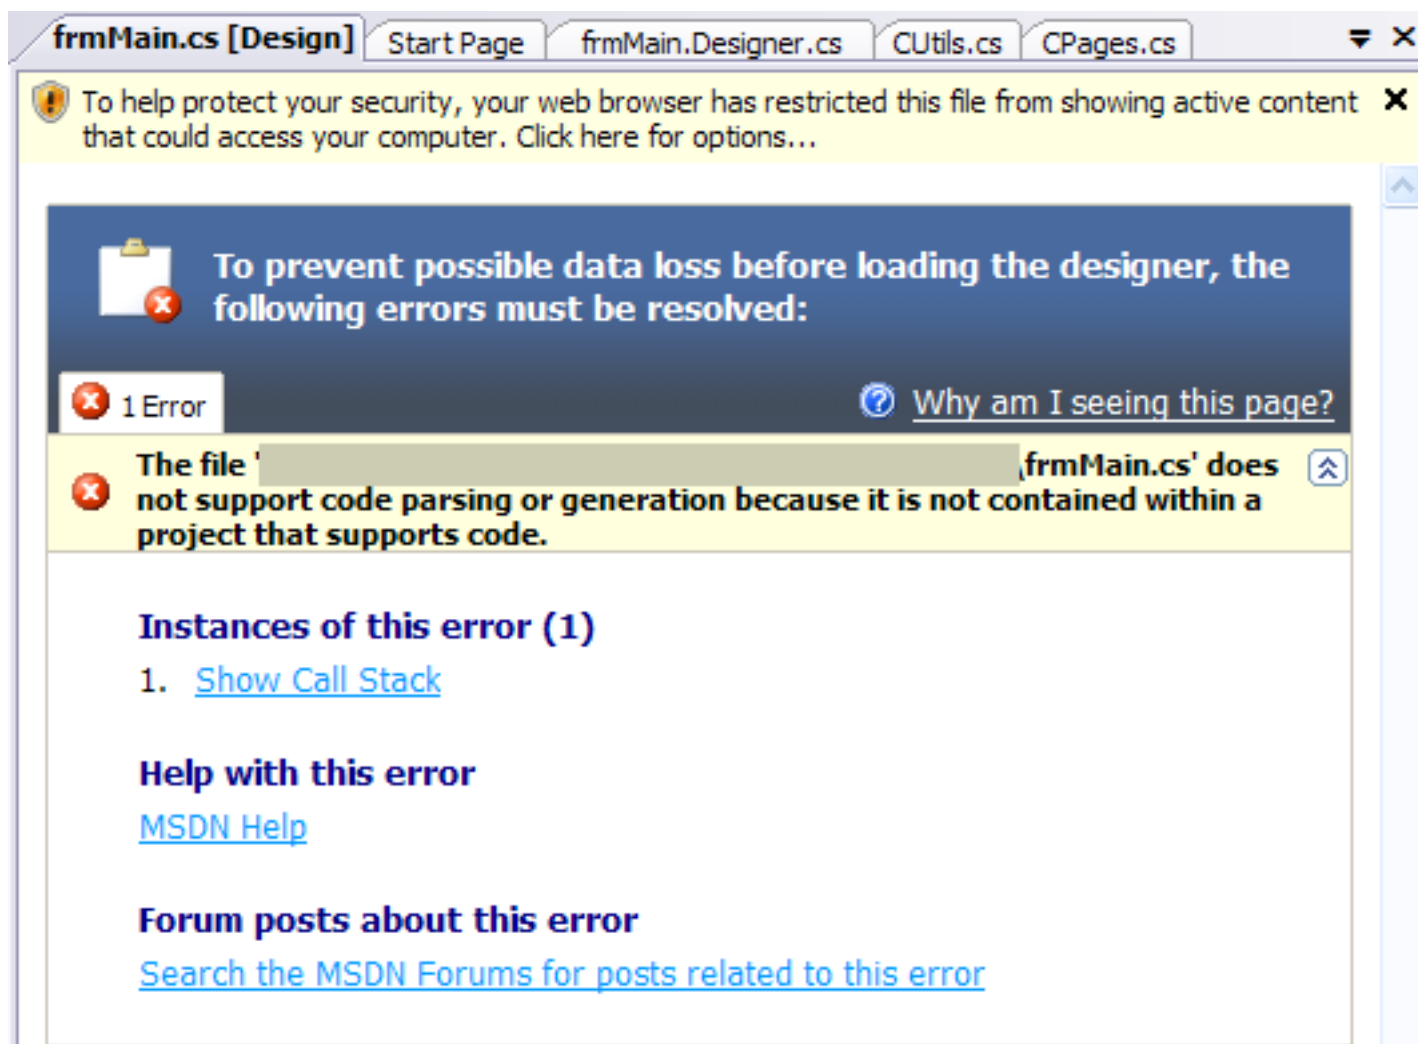 frmMain.cs [Design] Start Page frmMain.Designer.cs CUtils.cs CPages.cs
To help protect your security, your web browser has restricted this file from showing active content
that could access your computer. Click here for options...
To prevent possible data loss before loading the designer, the
following errors must be resolved:
1 Error Why am I seeing this page?
The file ' \frmMain.cs' does
not support code parsing or generation because it is not contained within a
project that supports code.
Instances of this error (1)
1. Show Call Stack
Help with this error
MSDN Help
Forum posts about this error
Search the MSDN Forums for posts related to this error